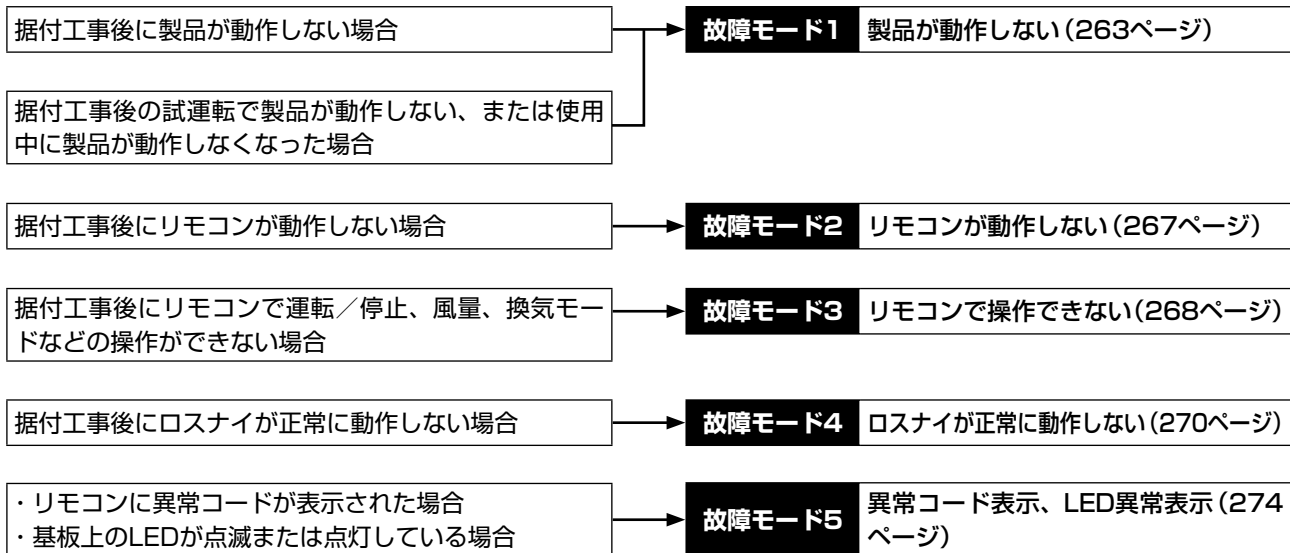 据付工事後に製品が動作しない場合
故障モード1 製品が動作しない（263ページ）
据付工事後の試運転で製品が動作しない、または使用
中に製品が動作しなくなった場合
据付工事後にリモコンが動作しない場合
故障モード2 リモコンが動作しない（267ページ）
据付工事後にリモコンで運転／停止、風量、換気モー
ドなどの操作ができない場合
故障モード3 リモコンで操作できない（268ページ）
据付工事後にロスナイが正常に動作しない場合
故障モード4 ロスナイが正常に動作しない（270ページ）
・リモコンに異常コードが表示された場合
・基板上のLEDが点滅または点灯している場合
故障モード5 異常コード表示、LED異常表示（274
ページ）